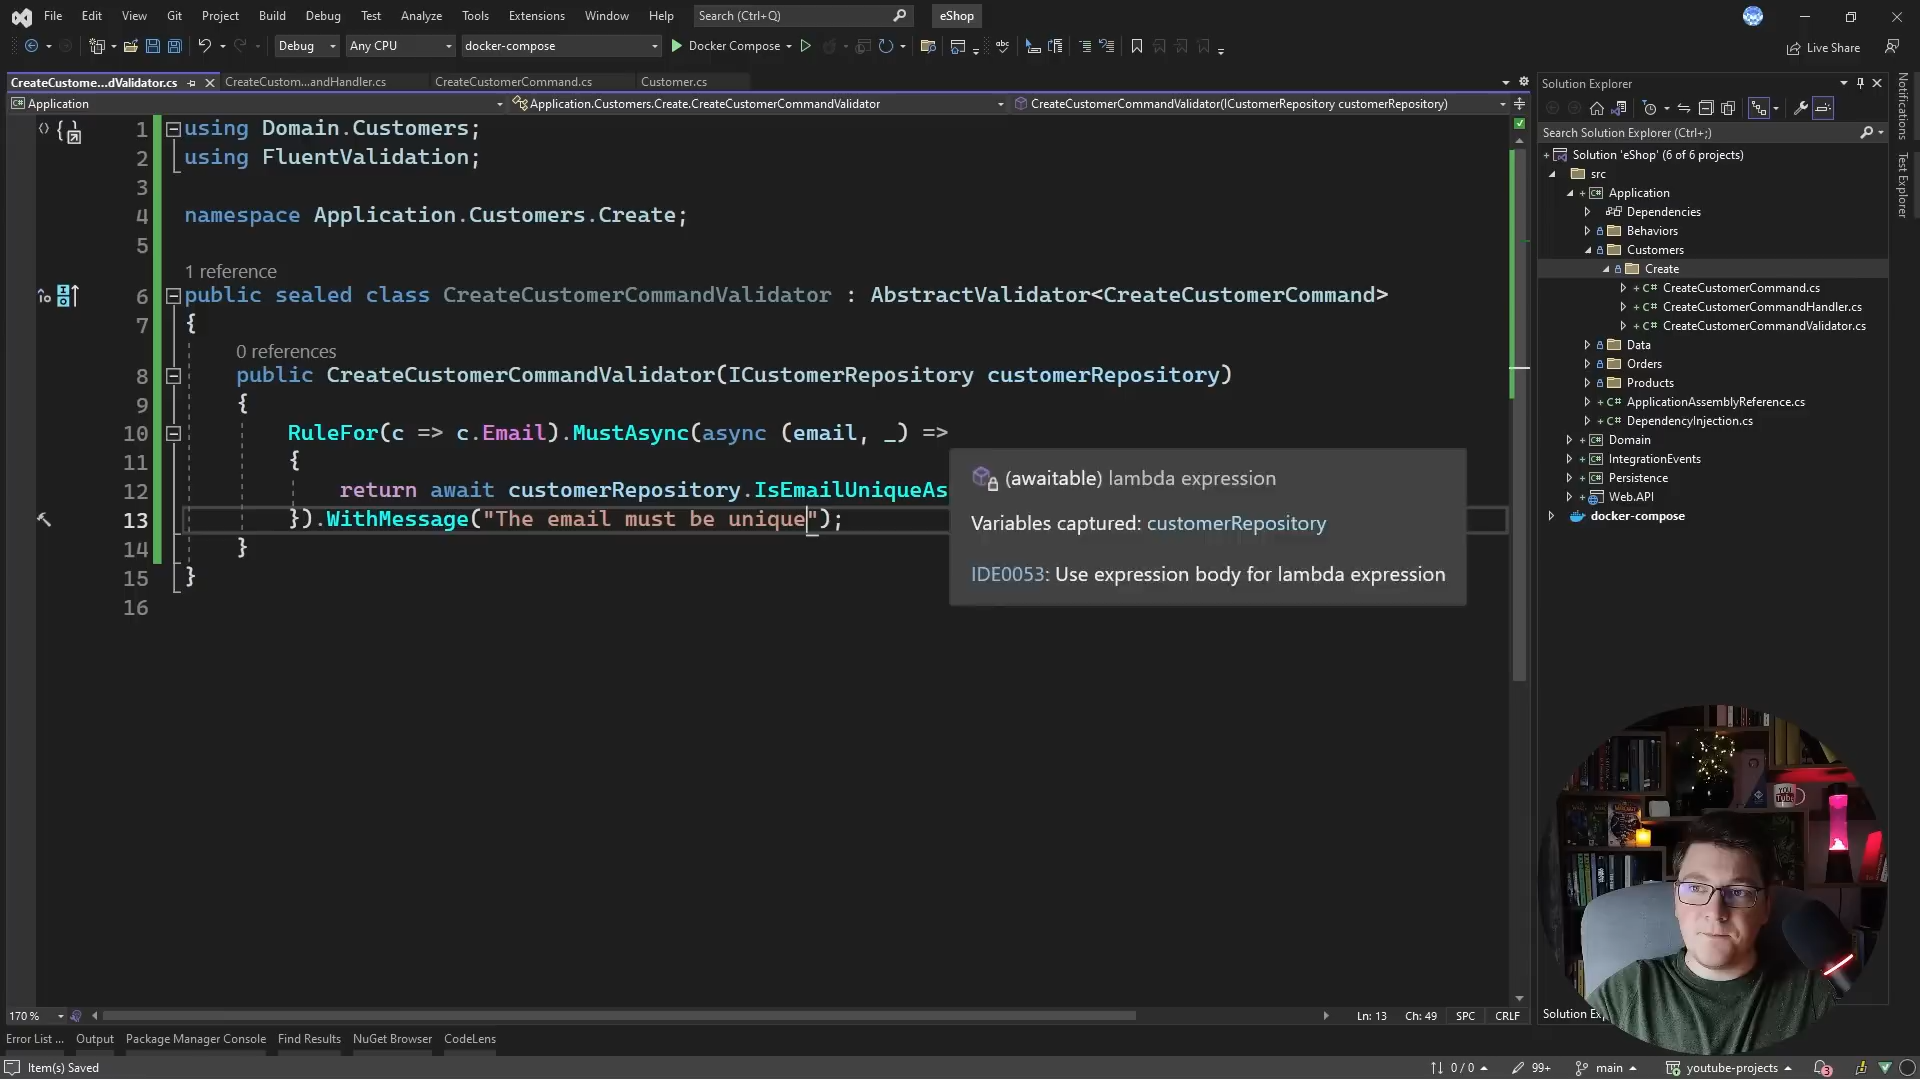 File Edit View Git Project Build Debug Test Analyze Tools Extensions Window Help Search (Ctrl+Q) eShop
Debug Any CPU docker-compose Docker Compose Live Share
CreateCustome...dValidator.cs CreateCustom...andHandler.cs CreateCustomerCommand.cs Customer.cs
Application Application.Customers.Create.CreateCustomerCommandValidator CreateCustomerCommandValidator(ICustomerRepository customerRepository)
1 using Domain.Customers;
2 using FluentValidation;
3
4 namespace Application.Customers.Create;
5
1 reference
6 public sealed class CreateCustomerCommandValidator : AbstractValidator<CreateCustomerCommand>
7 {
0 references
8 public CreateCustomerCommandValidator(ICustomerRepository customerRepository)
9 {
10 RuleFor(c => c.Email).MustAsync(async (email, _) =>
11 {
12 return await customerRepository.IsEmailUniqueAs
13 }).WithMessage("The email must be unique");
14 }
15 }
16
(awaitable) lambda expression
Variables captured: customerRepository
IDE0053: Use expression body for lambda expression
Solution Explorer
Search Solution Explorer (Ctrl+;)
Solution 'eShop' (6 of 6 projects)
src
Application
Dependencies
Behaviors
Customers
Create
CreateCustomerCommand.cs
CreateCustomerCommandHandler.cs
CreateCustomerCommandValidator.cs
Data
Orders
Products
ApplicationAssemblyReference.cs
DependencyInjection.cs
Domain
IntegrationEvents
Persistence
Web.API
docker-compose
Notifications
Test Explorer
Solution Exp
170 % Ln: 13 Ch: 49 SPC CRLF
Error List ... Output Package Manager Console Find Results NuGet Browser CodeLens
Item(s) Saved 0 / 0 99+ main youtube-projects 3